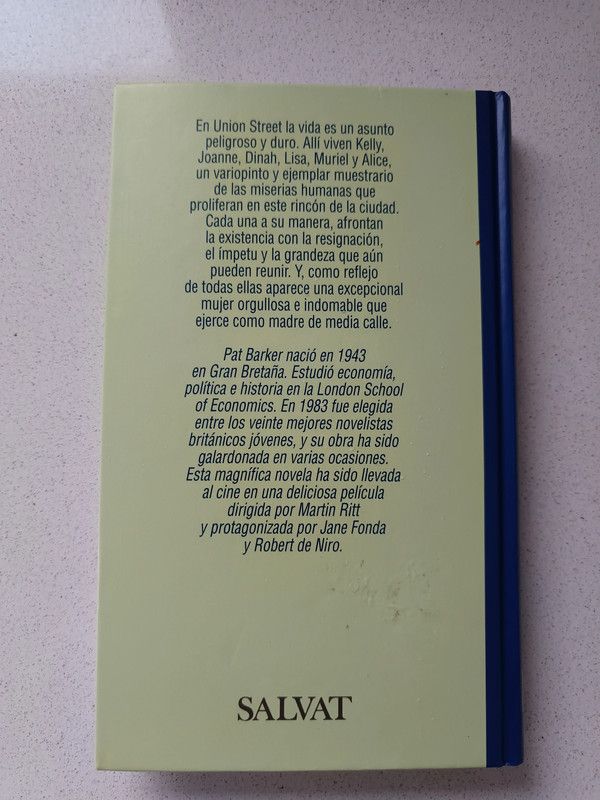 En Union Street la vida es un asunto
peligroso y duro. Allí viven Kelly,
Joanne, Dinah, Lisa, Muriel y Alice,
un variopinto y ejemplar muestrario
de las miserias humanas que
proliferan en este rincón de la ciudad.
Cada una a su manera, afrontan
la existencia con la resignación,
el ímpetu y la grandeza que aún
pueden reunir. Y, como reflejo
de todas ellas aparece una excepcional
mujer orgullosa e indomable que
ejerce como madre de media calle.
Pat Barker nació en 1943
en Gran Bretaña. Estudió economía,
política e historia en la London School
of Economics. En 1983 fue elegida
entre los veinte mejores novelistas
británicos jóvenes, y su obra ha sido
galardonada en varias ocasiones.
Esta magnífica novela ha sido llevada
al cine en una deliciosa película
dirigida por Martin Ritt
y protagonizada por Jane Fonda
y Robert de Niro.
SALVAT